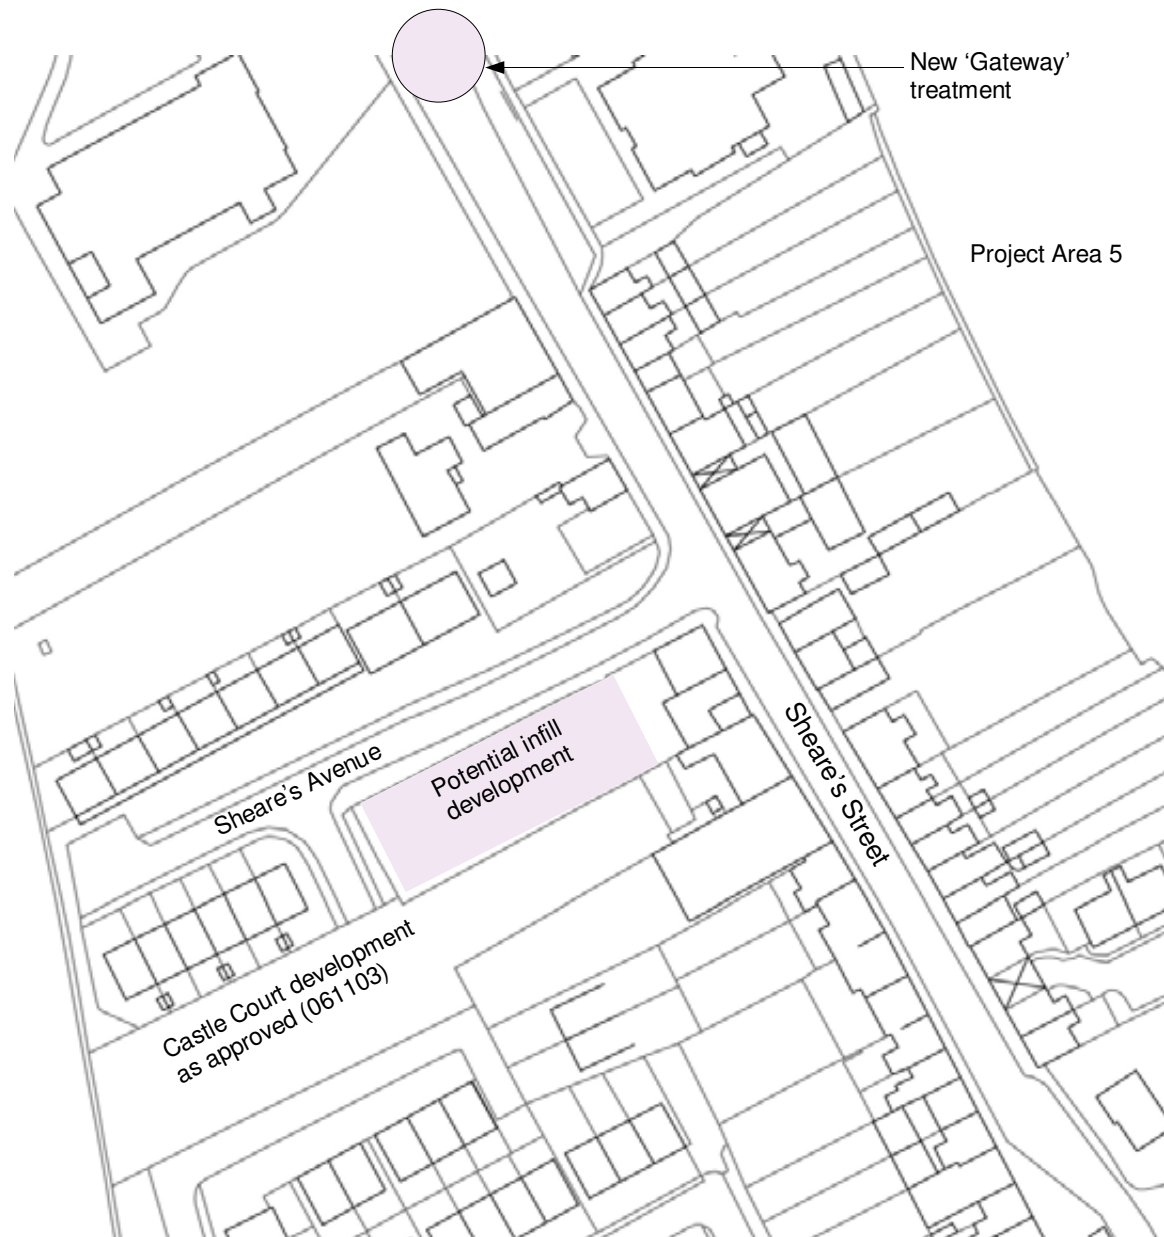 New ‘Gateway’
treatment
Project Area 5
Potential infill
development
Sheare’s Avenue
Sheare’s Street
Castle Court development
as approved (061103)